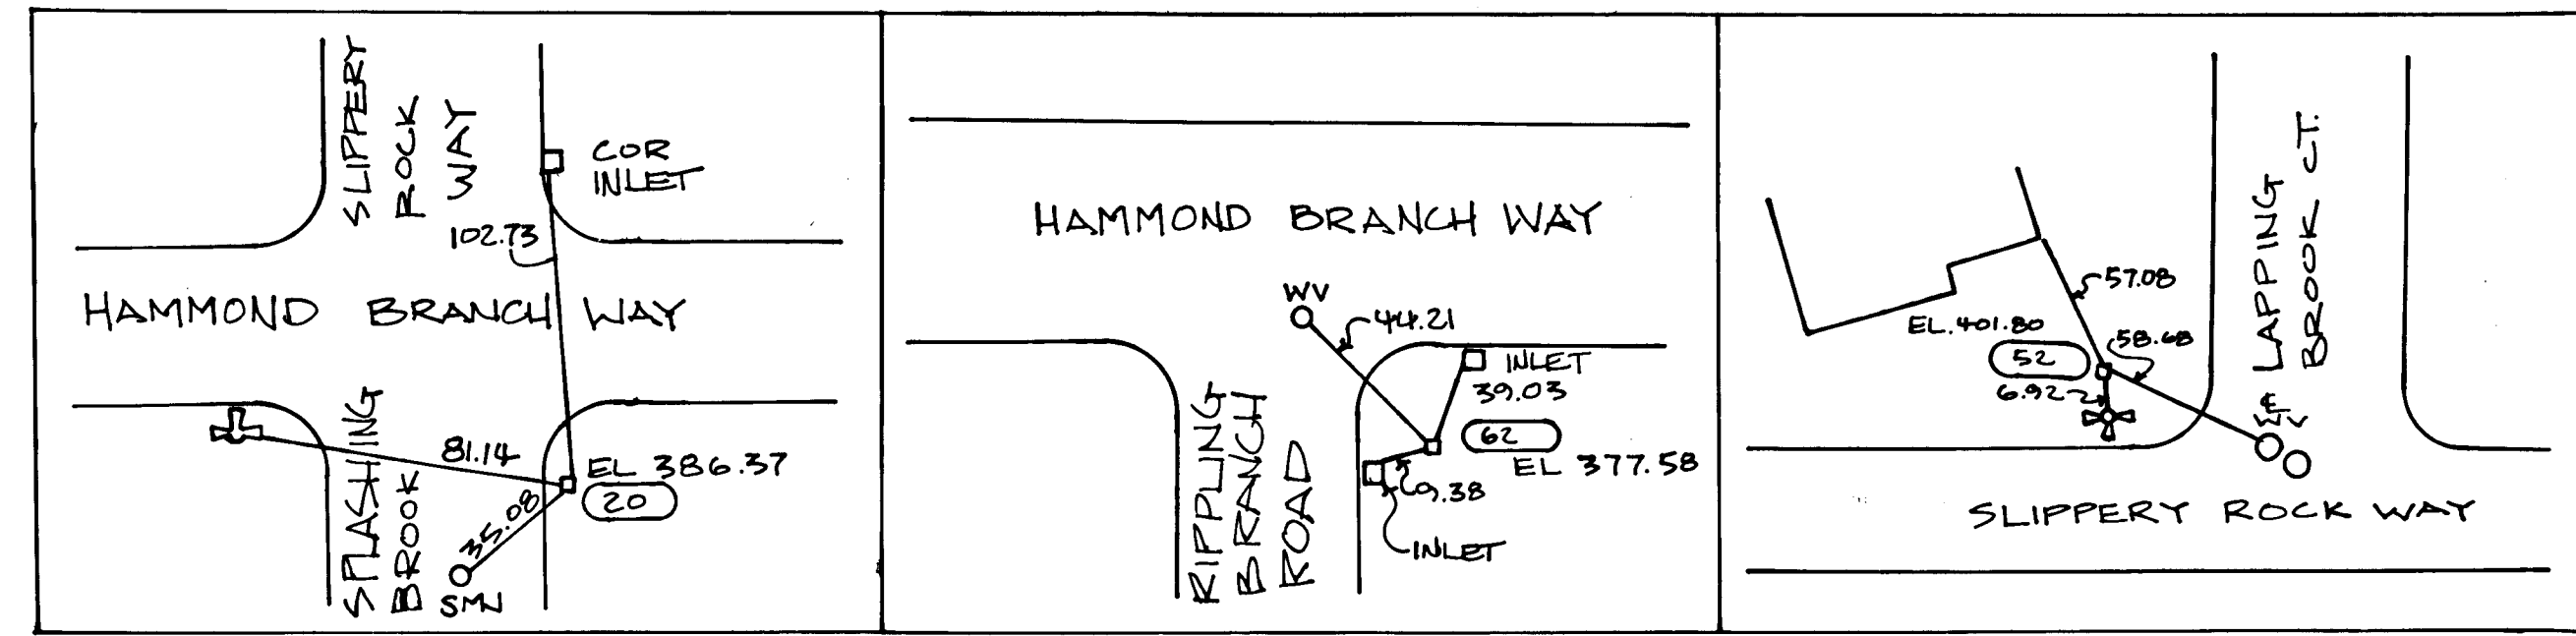 SLIPPERY
ROCK
WAY
COR
INLET
102.73
HAMMOND BRANCH WAY
81.14
EL 386.37
20
35.08
SPLASHING
BROOK
SMH
HAMMOND BRANCH WAY
WV
44.21
INLET
39.03
62
EL 377.58
9.38
INLET
RIPPLING
BRANCH
ROAD
LAPPING
BROOK CT.
57.08
EL. 401.80
58.68
52
6.92
SLIPPERY ROCK WAY